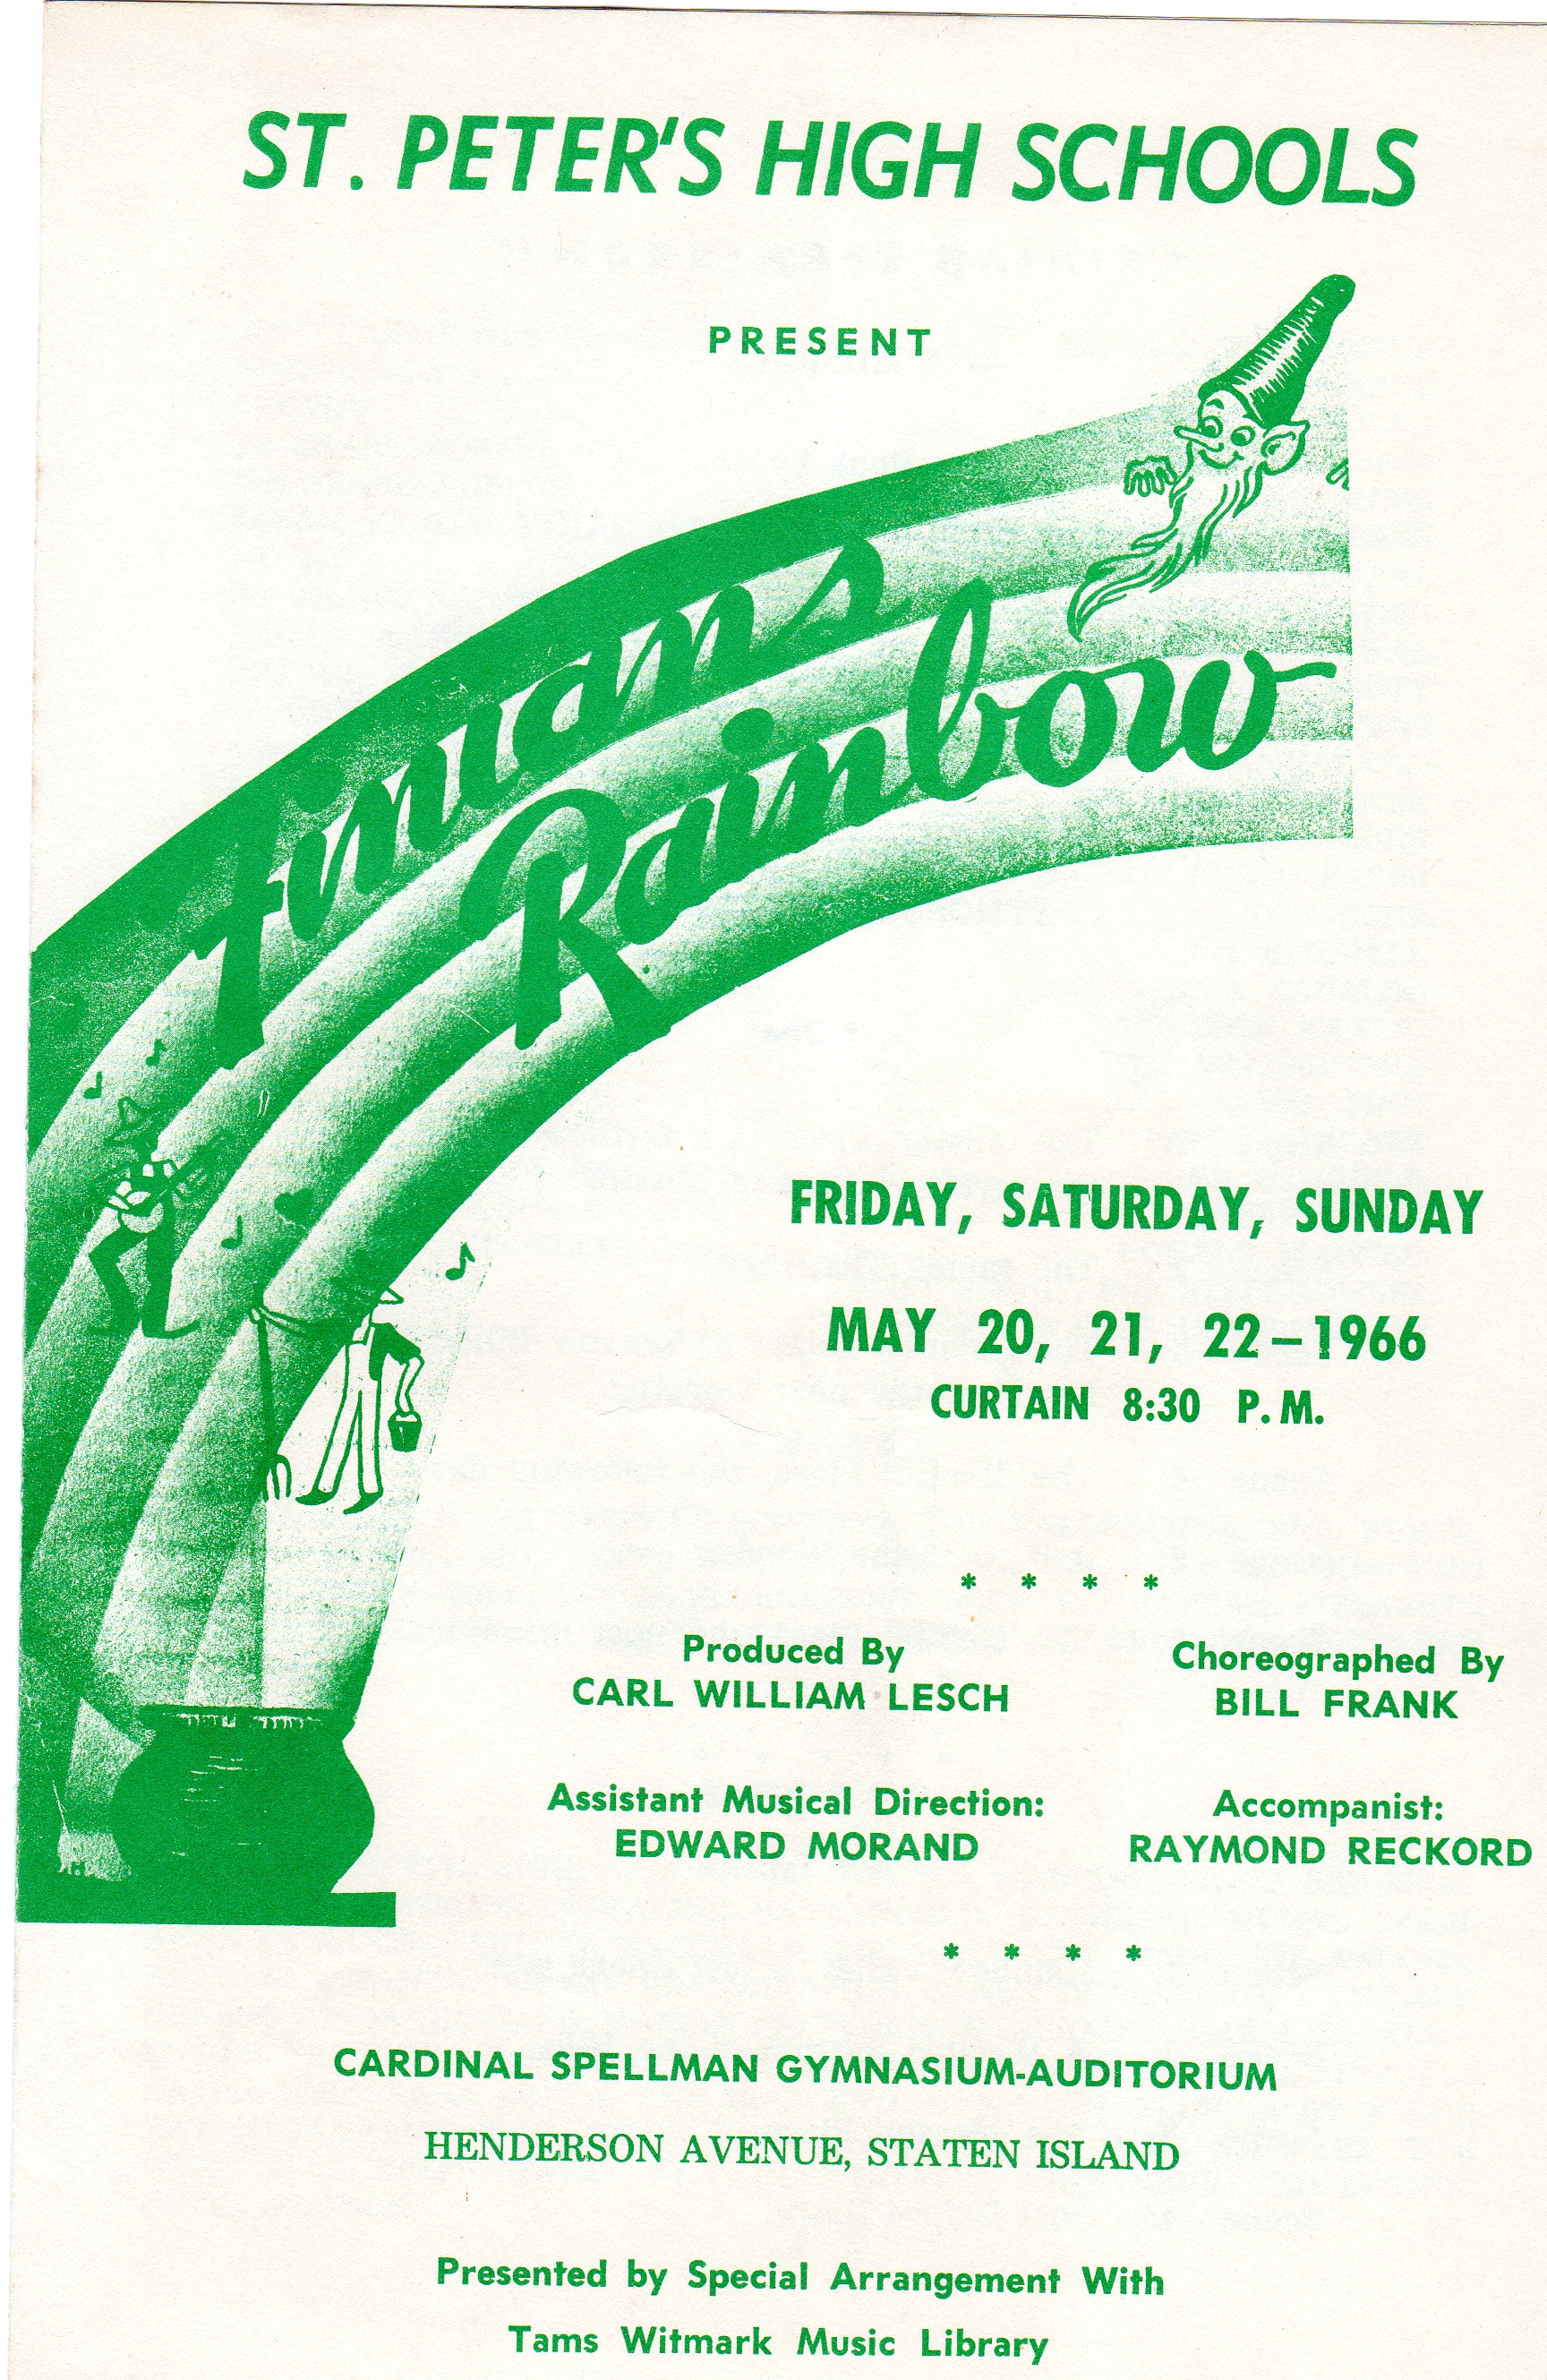 ST. PETER'S HIGH SCHOOLS
PRESENT
Finians
Rainbow
FRIDAY, SATURDAY, SUNDAY
MAY 20, 21, 22 – 1966
CURTAIN 8:30 P. M.
* * * *
Produced By
CARL WILLIAM LESCH
Choreographed By
BILL FRANK
Assistant Musical Direction:
EDWARD MORAND
Accompanist:
RAYMOND RECKORD
* * * *
CARDINAL SPELLMAN GYMNASIUM-AUDITORIUM
HENDERSON AVENUE, STATEN ISLAND
Presented by Special Arrangement With
Tams Witmark Music Library